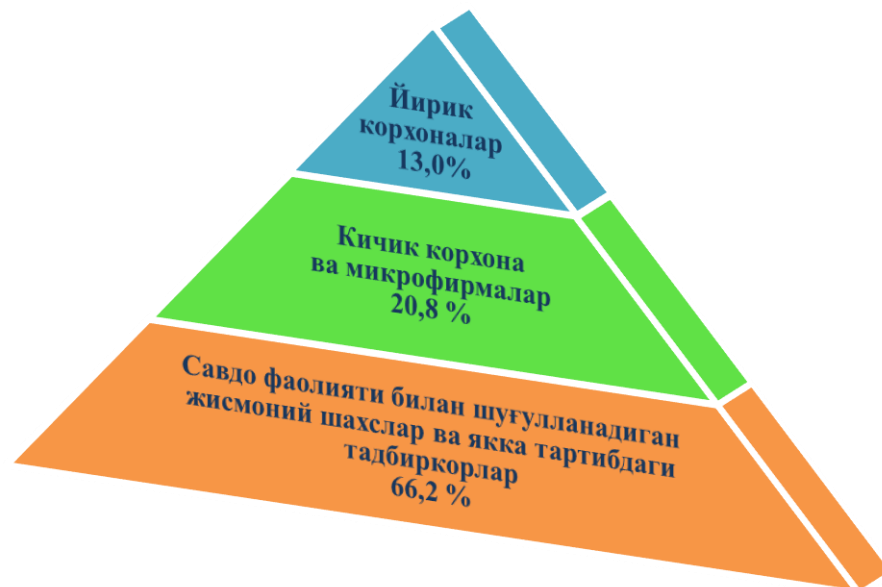 Йирик
корхоналар
13,0%
Кичик корхона
ва микрофирмалар
20,8 %
Савдо фаолияти билан шуғулланадиган
жисмоний шахслар ва якка тартибдаги
тадбиркорлар
66,2 %